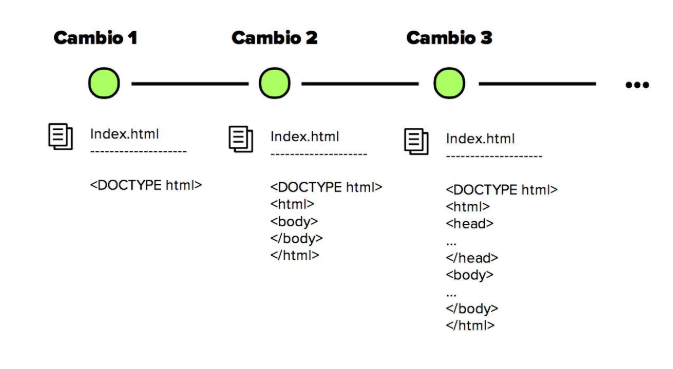 Cambio 1
Cambio 2
Cambio 3
...
Index.html
--------------------
<DOCTYPE html>
Index.html
--------------------
<DOCTYPE html>
<html>
<body>
</body>
</html>
Index.html
--------------------
<DOCTYPE html>
<html>
<head>
...
</head>
<body>
...
</body>
</html>